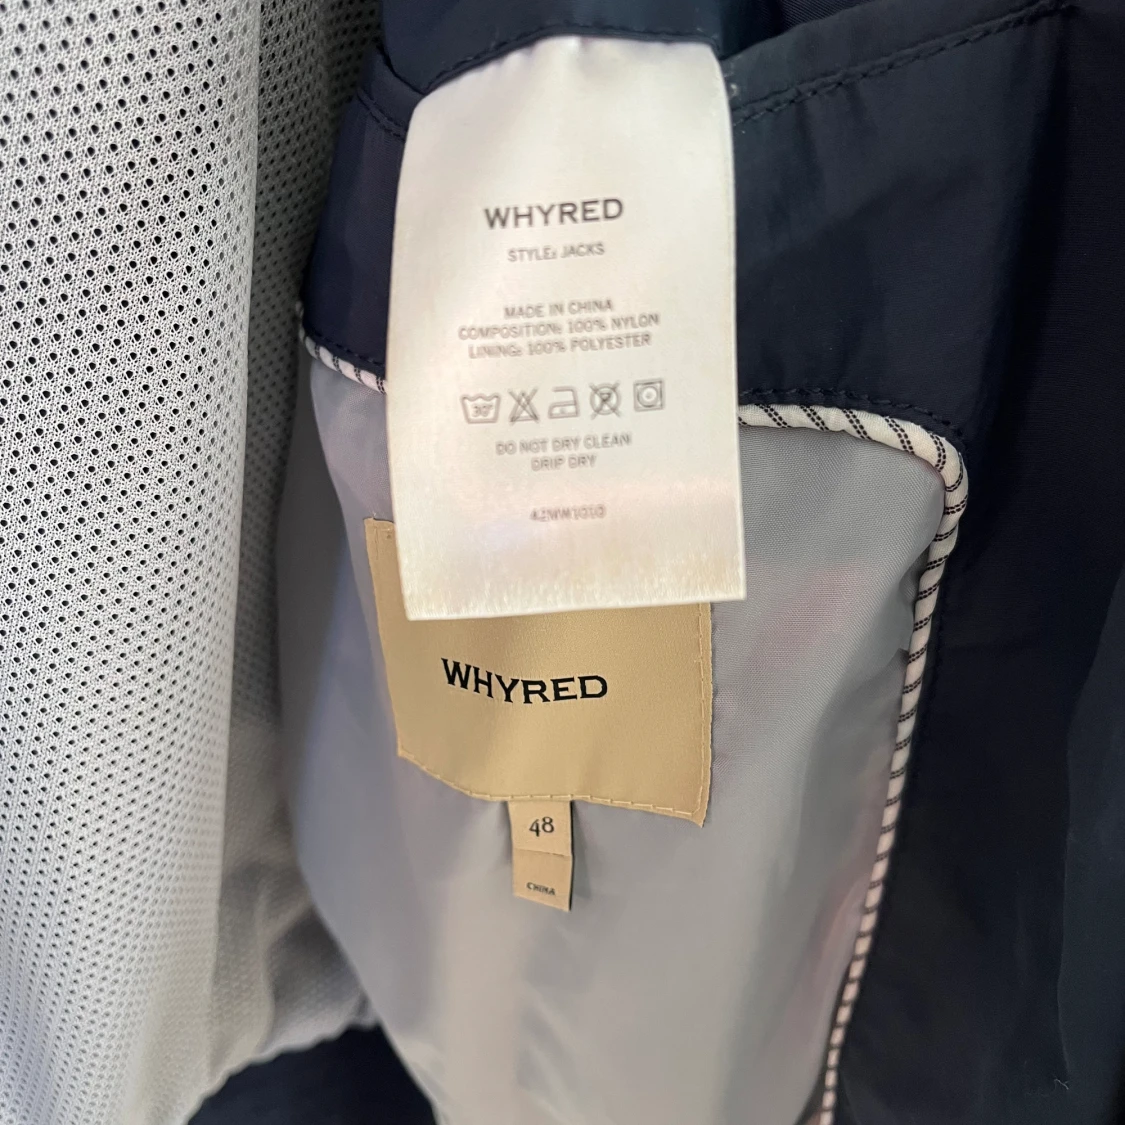 WHYRED
STYLE: JACKS
MADE IN CHINA
COMPOSITION: 100% NYLON
LINING: 100% POLYESTER
30°
DO NOT DRY CLEAN
DRIP DRY
WHYRED
48
CHINA